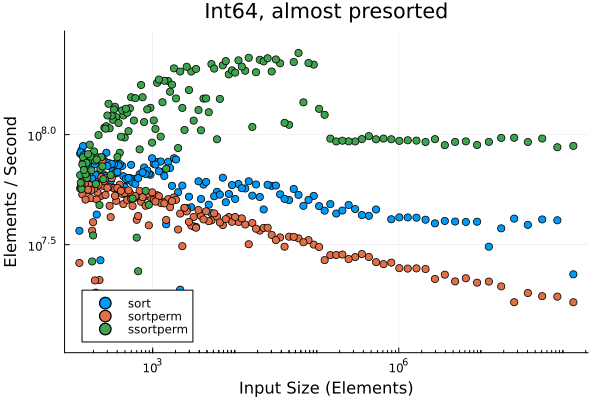 Int64, almost presorted
Elements / Second
10^8.0
10^7.5
sort
sortperm
ssortperm
10^3
10^6
Input Size (Elements)